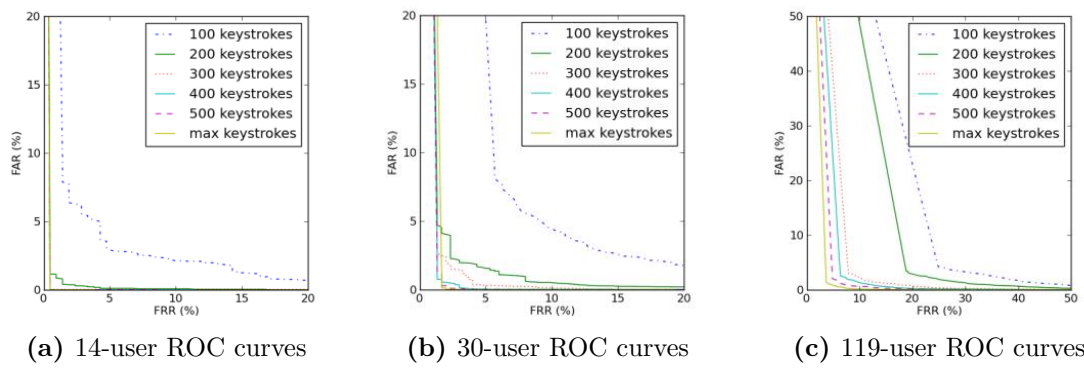 20
15
10
5
0
0 5 10 15 20
FAR (%)
FRR (%)
100 keystrokes
200 keystrokes
300 keystrokes
400 keystrokes
500 keystrokes
max keystrokes
(a) 14-user ROC curves
20
15
10
5
0
0 5 10 15 20
FAR (%)
FRR (%)
100 keystrokes
200 keystrokes
300 keystrokes
400 keystrokes
500 keystrokes
max keystrokes
(b) 30-user ROC curves
50
40
30
20
10
0
0 10 20 30 40 50
FAR (%)
FRR (%)
100 keystrokes
200 keystrokes
300 keystrokes
400 keystrokes
500 keystrokes
max keystrokes
(c) 119-user ROC curves